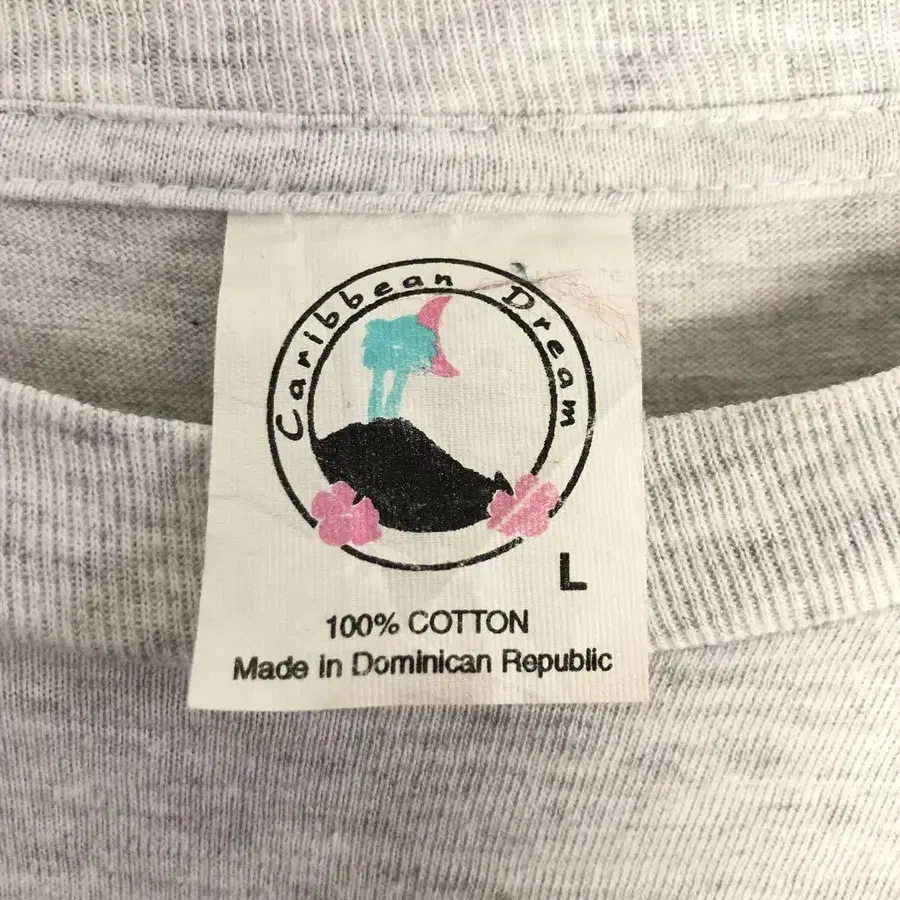 Caribbean Dream
L
100% COTTON
Made in Dominican Republic